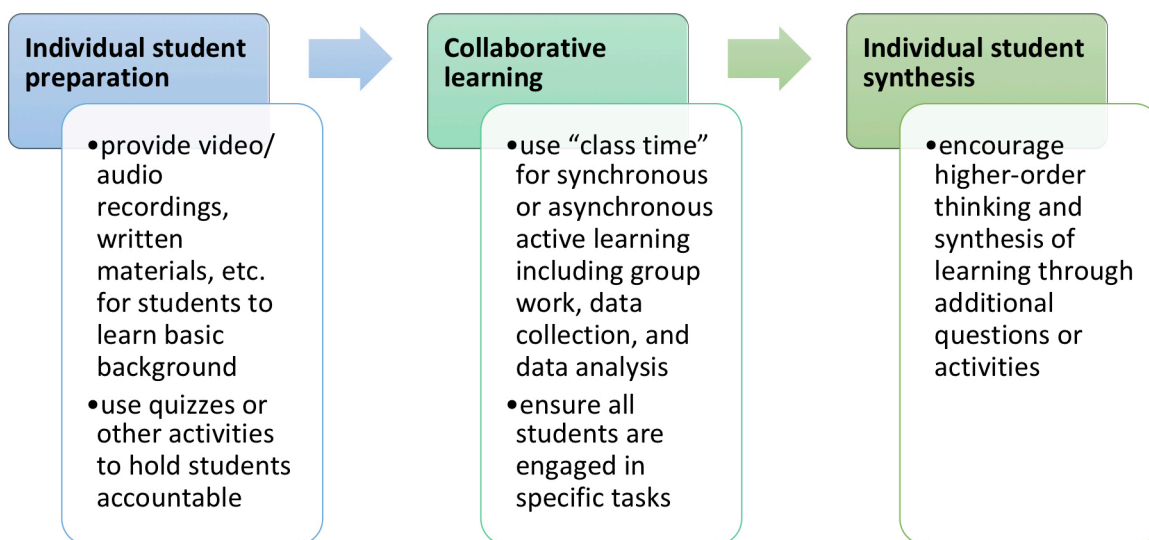 Individual student
preparation
•provide video/
audio
recordings,
written
materials, etc.
for students to
learn basic
background
•use quizzes or
other activities
to hold students
accountable
Collaborative
learning
•use “class time”
for synchronous
or asynchronous
active learning
including group
work, data
collection, and
data analysis
•ensure all
students are
engaged in
specific tasks
Individual student
synthesis
•encourage
higher-order
thinking and
synthesis of
learning through
additional
questions or
activities